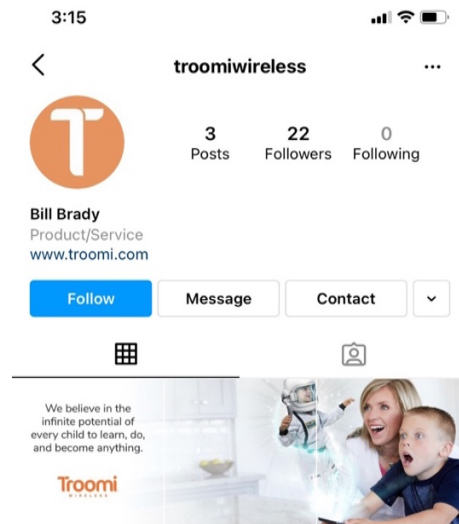 3:15
troomiwireless
3 22 0
Posts Followers Following
Bill Brady
Product/Service
www.troomi.com
Follow Message Contact
We believe in the
infinite potential of
every child to learn, do,
and become anything.
Troomi
WIRELESS